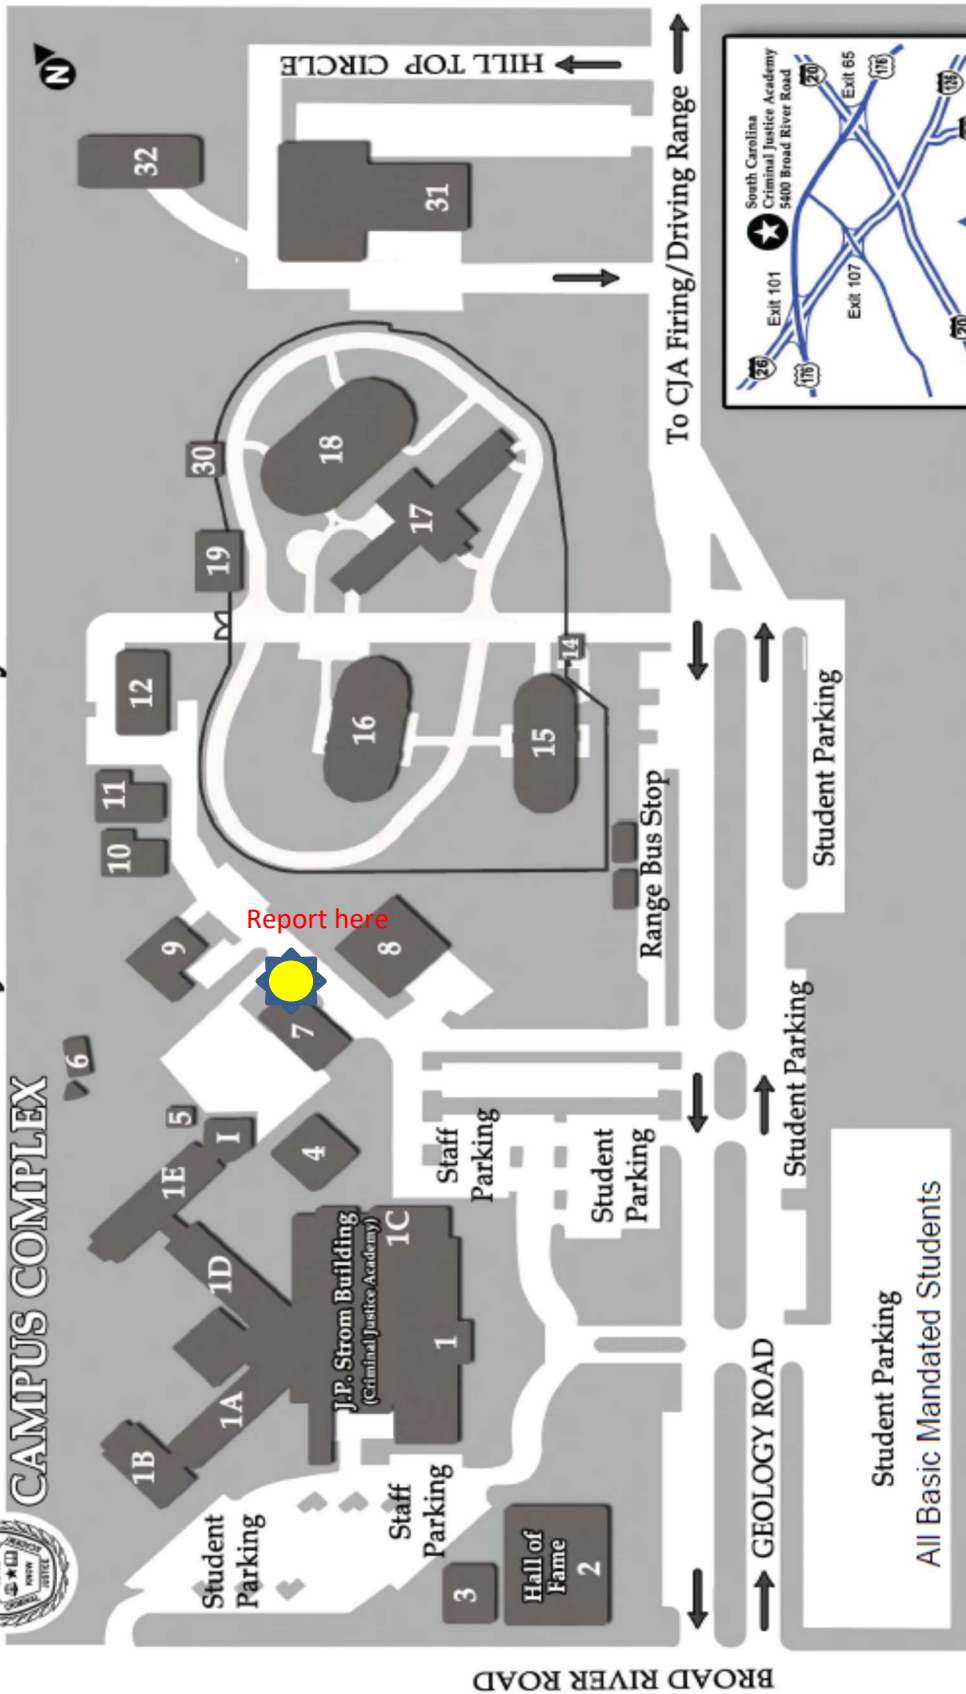 CAMPUS COMPLEX
N
HILL TOP CIRCLE
32
31
To CJA Firing/Driving Range
South Carolina
Criminal Justice Academy
5400 Broad River Road
Exit 65
Exit 101
Exit 107
20
176
126
26
176
20
30
19
18
17
16
15
14
12
11
10
9
8
7
6
5
4
Report here
Range Bus Stop
Student Parking
Student Parking
I
1E
1D
1A
1B
J.P. Strom Building
(Criminal Justice Academy)
1C
1
Staff
Parking
Student
Parking
Student
Parking
Staff
Parking
3
Hall of
Fame
2
GEOLOGY ROAD
BROAD RIVER ROAD
Student Parking
All Basic Mandated Students
KNOW
JUSTICE